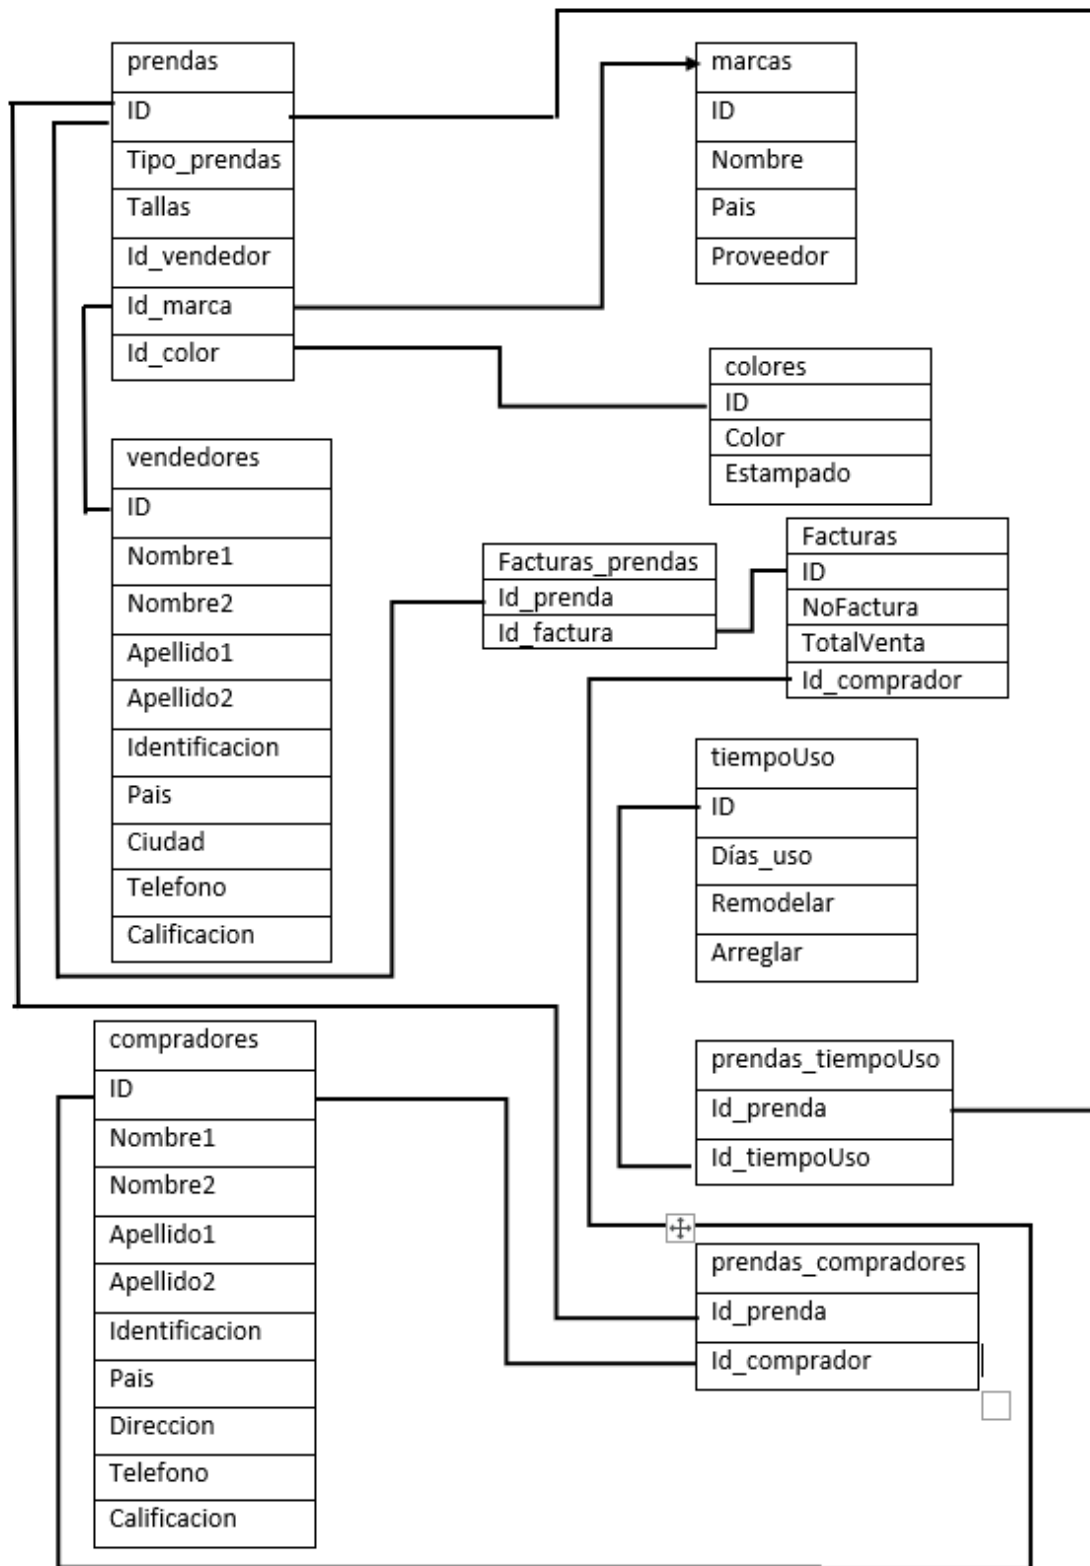 prendas
ID
Tipo_prendas
Tallas
Id_vendedor
Id_marca
Id_color
marcas
ID
Nombre
Pais
Proveedor
colores
ID
Color
Estampado
vendedores
ID
Nombre1
Nombre2
Apellido1
Apellido2
Identificacion
Pais
Ciudad
Telefono
Calificacion
Facturas_prendas
Id_prenda
Id_factura
Facturas
ID
NoFactura
TotalVenta
Id_comprador
tiempoUso
ID
Días_uso
Remodelar
Arreglar
compradores
ID
Nombre1
Nombre2
Apellido1
Apellido2
Identificacion
Pais
Direccion
Telefono
Calificacion
prendas_tiempoUso
Id_prenda
Id_tiempoUso
prendas_compradores
Id_prenda
Id_comprador